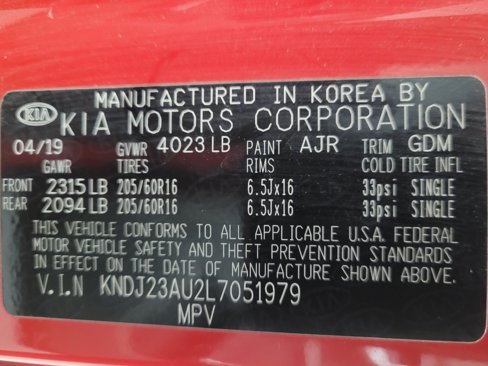 MANUFACTURED IN KOREA BY
KIA KIA MOTORS CORPORATION
04/19 GVWR 4023 LB PAINT AJR TRIM GDM
GAWR TIRES RIMS COLD TIRE INFL
FRONT 2315 LB 205/60R16 6.5Jx16 33psi SINGLE
REAR 2094 LB 205/60R16 6.5Jx16 33psi SINGLE
THIS VEHICLE CONFORMS TO ALL APPLICABLE U.S.A. FEDERAL
MOTOR VEHICLE SAFETY AND THEFT PREVENTION STANDARDS
IN EFFECT ON THE DATE OF MANUFACTURE SHOWN ABOVE.
V.I.N KNDJ23AU2L7051979
MPV